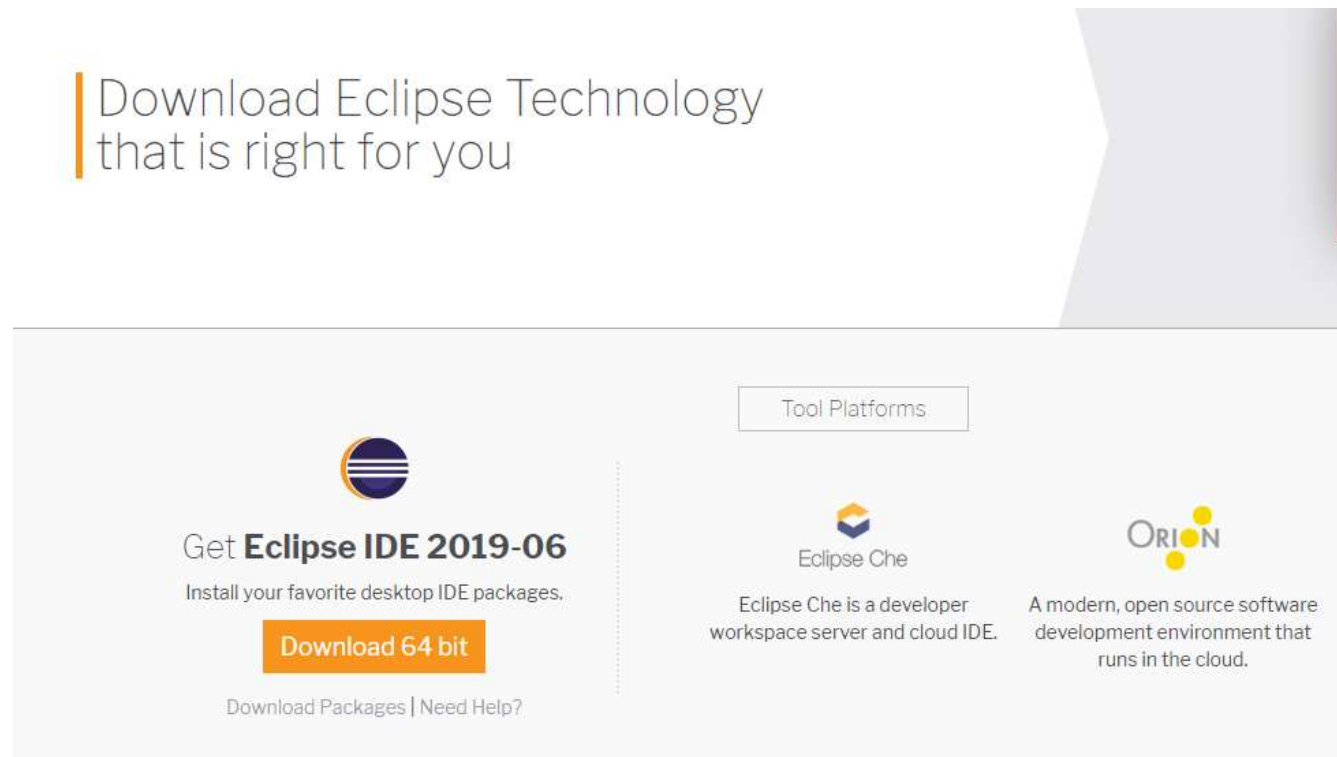 Download Eclipse Technology
that is right for you
Tool Platforms
Get Eclipse IDE 2019-06
Install your favorite desktop IDE packages.
Download 64 bit
Download Packages | Need Help?
Eclipse Che
Eclipse Che is a developer
workspace server and cloud IDE.
ORION
A modern, open source software
development environment that
runs in the cloud.